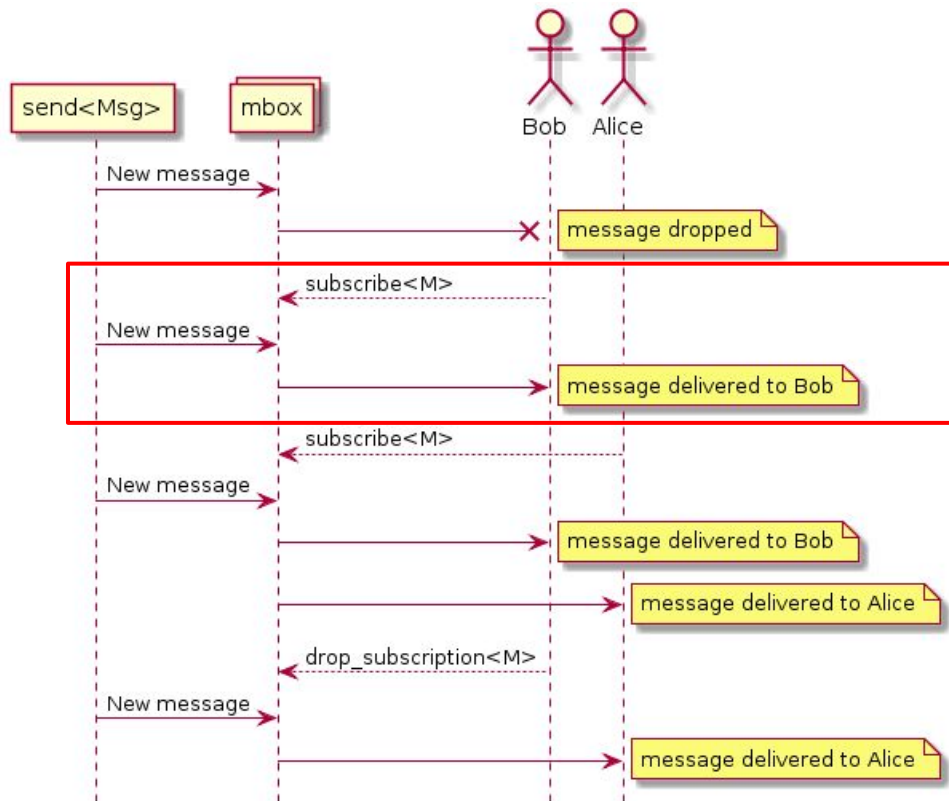 send<Msg>
mbox
Bob
Alice
New message
message dropped
subscribe<M>
New message
message delivered to Bob
subscribe<M>
New message
message delivered to Bob
message delivered to Alice
drop_subscription<M>
New message
message delivered to Alice